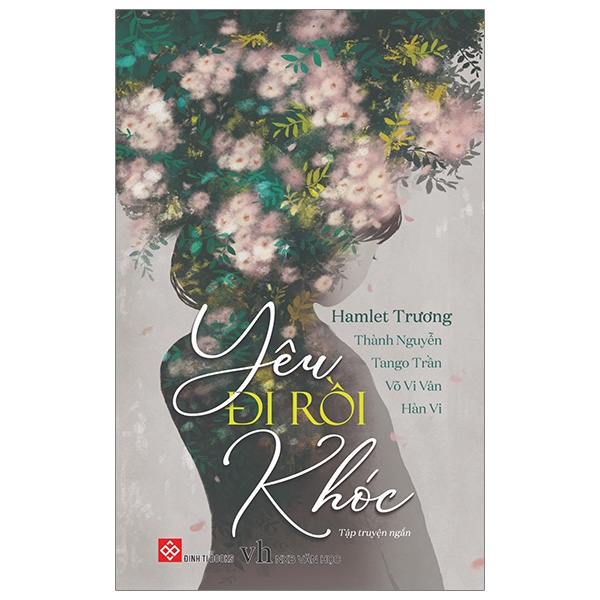 Hamlet Trương
Thành Nguyễn
Tango Trần
Võ Vi Vân
Hàn Vi
Yêu
ĐI RỒI
Khóc
Tập truyện ngắn
ĐINH TỊ BOOKS
vh NXB VĂN HỌC